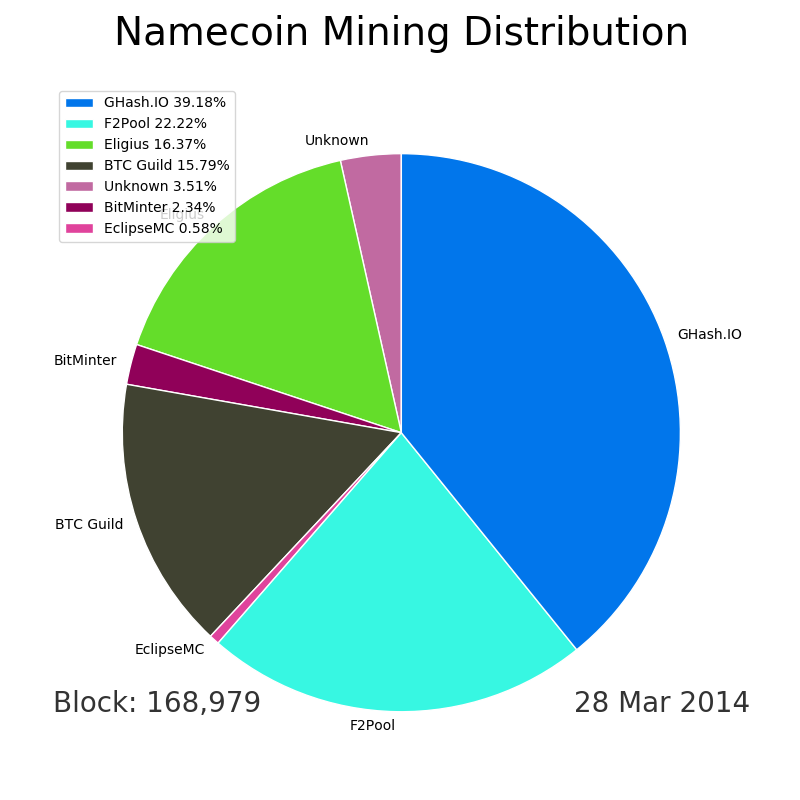 Namecoin Mining Distribution
GHash.IO 39.18%
F2Pool 22.22%
Eligius 16.37%
BTC Guild 15.79%
Unknown 3.51%
BitMinter 2.34%
EclipseMC 0.58%
Unknown
Eligius
GHash.IO
BitMinter
BTC Guild
EclipseMC
Block: 168,979
28 Mar 2014
F2Pool